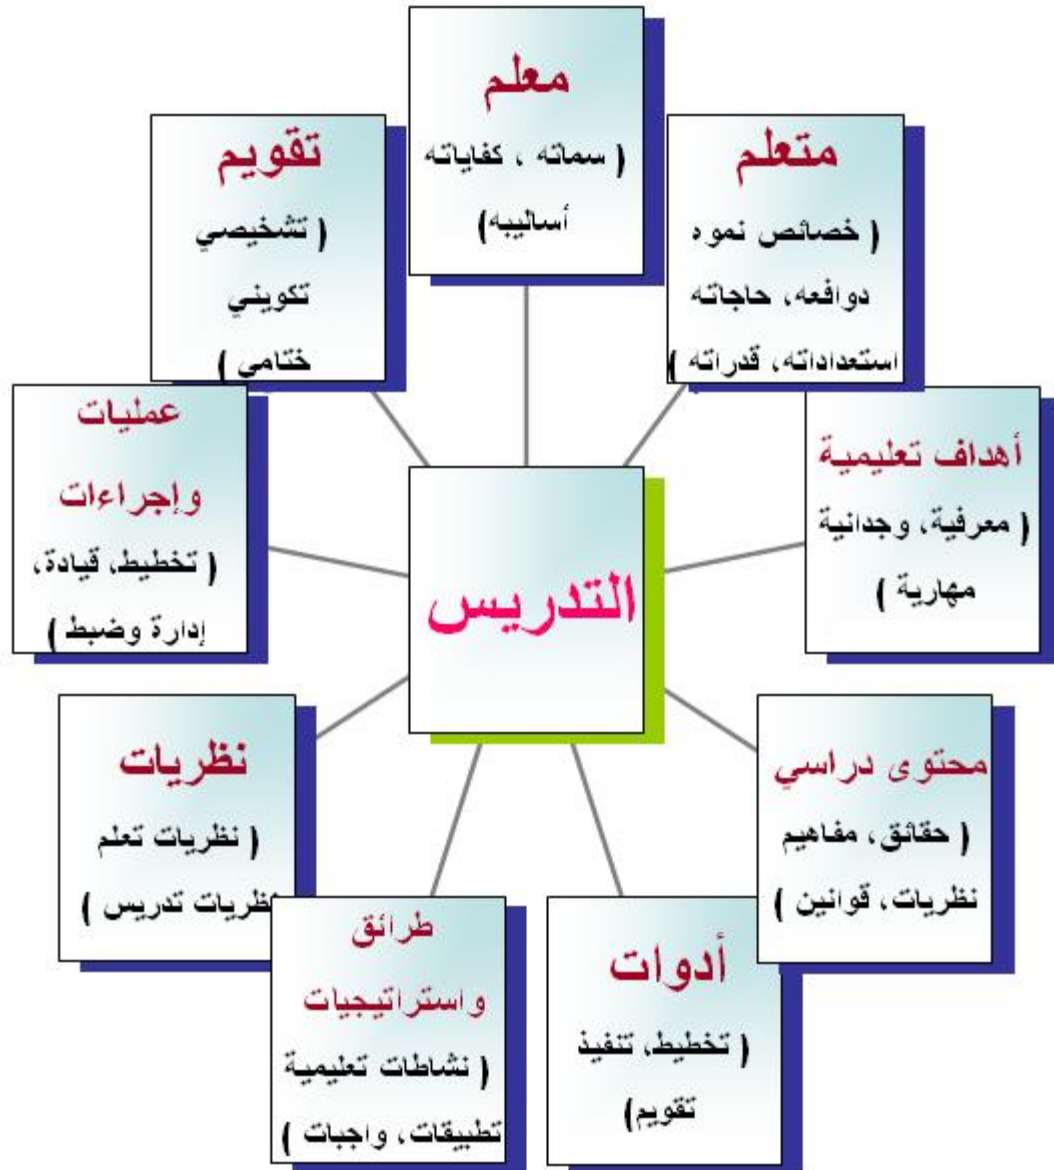 معلم
( سماته ، كفاياته
أساليبه)
متعلم
( خصائص نموه
دوافعه، حاجاته
استعداداته، قدراته )
أهداف تعليمية
( معرفية، وجدانية
مهارية )
محتوى دراسي
( حقائق، مفاهيم
نظريات، قوانين )
أدوات
( تخطيط، تنفيذ
تقويم)
طرائق
واستراتيجيات
( نشاطات تعليمية
تطبيقات، واجبات )
نظريات
( نظريات تعلم
نظريات تدريس )
عمليات
وإجراءات
( تخطيط، قيادة،
إدارة وضبط )
تقويم
( تشخيصي
تكويني
ختامي )
التدريس